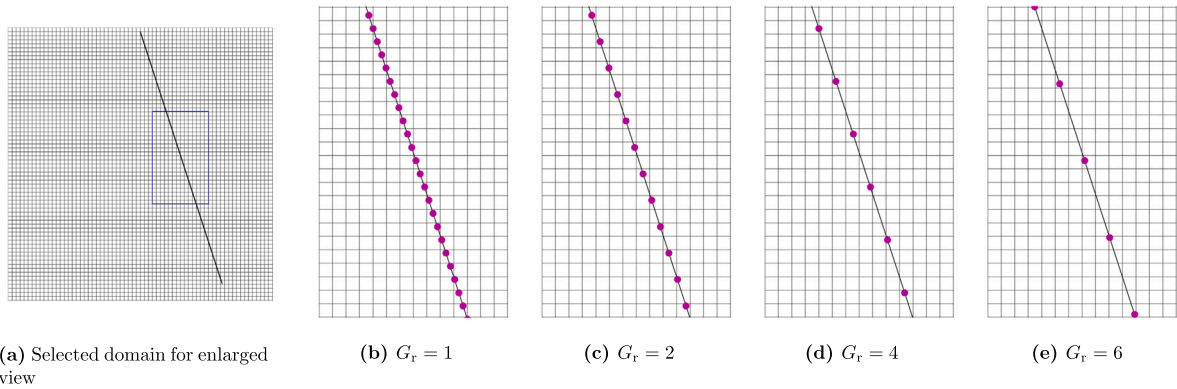 (a) Selected domain for enlarged
view
(b) Gr = 1
(c) Gr = 2
(d) Gr = 4
(e) Gr = 6